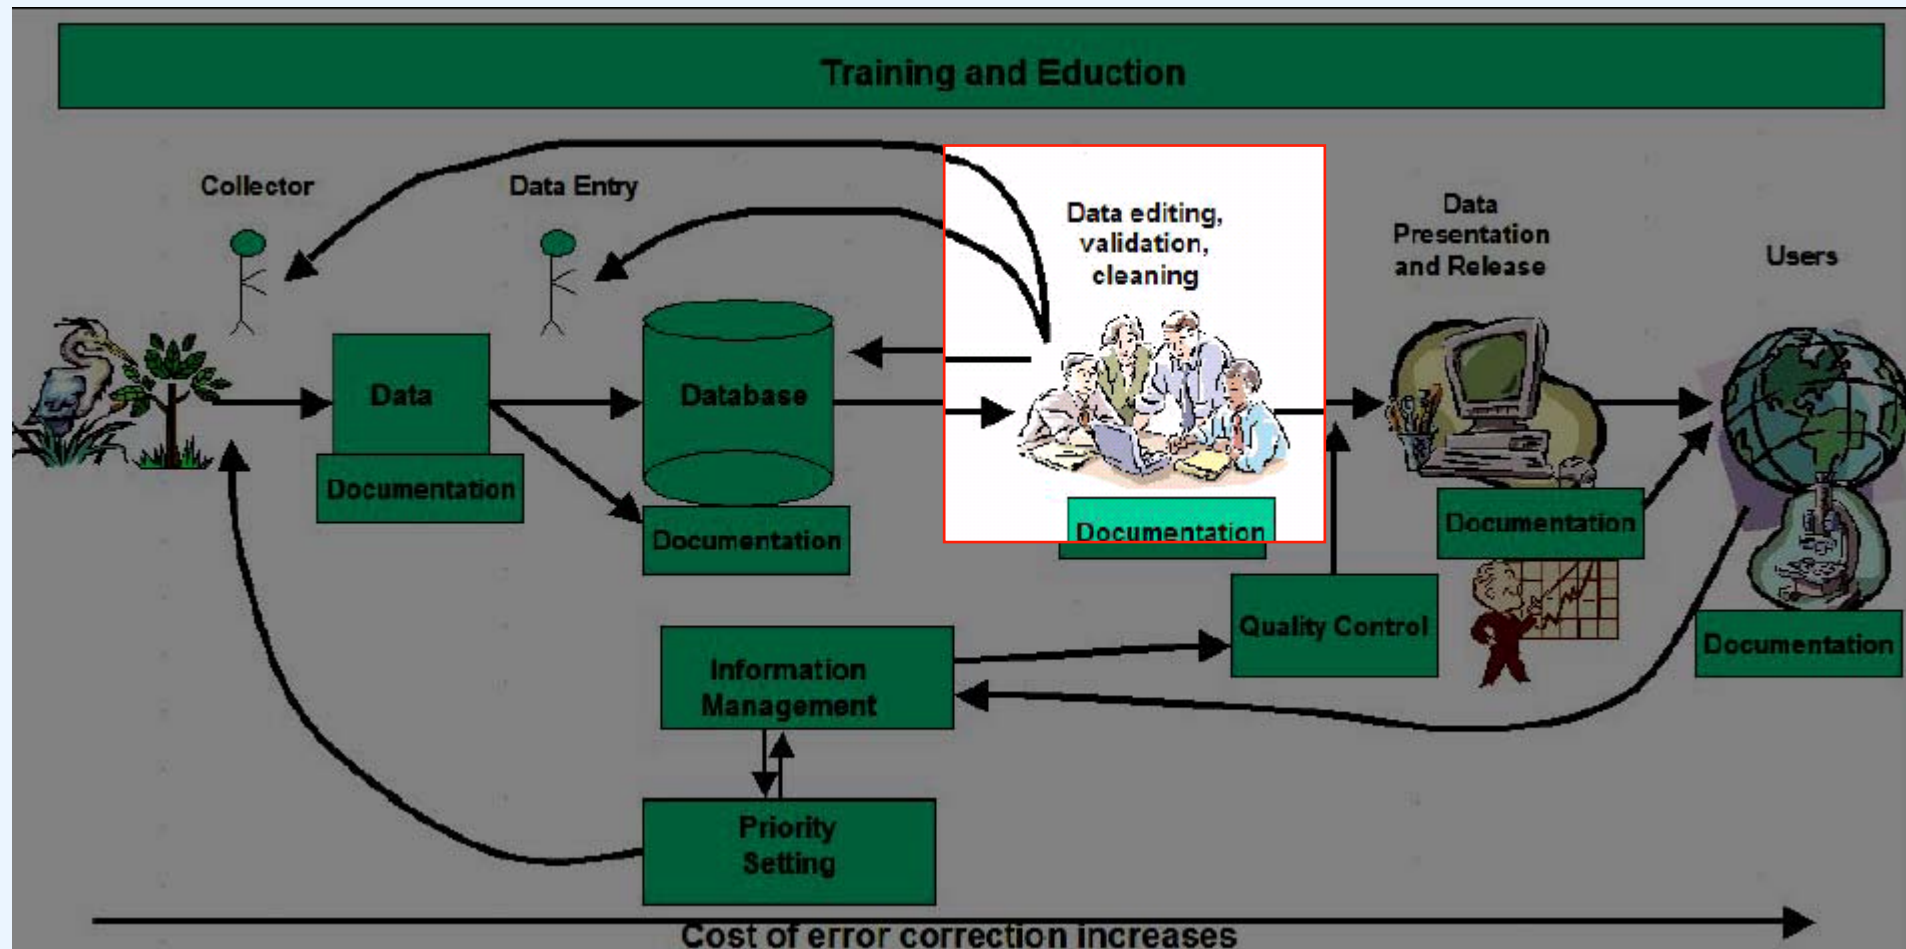 Training and Eduction
Collector
Data Entry
Data editing,
validation,
cleaning
Data
Presentation
and Release
Users
Data
Database
Documentation
Documentation
Documentation
Documentation
Documentation
Quality Control
Information
Management
Priority
Setting
Cost of error correction increases